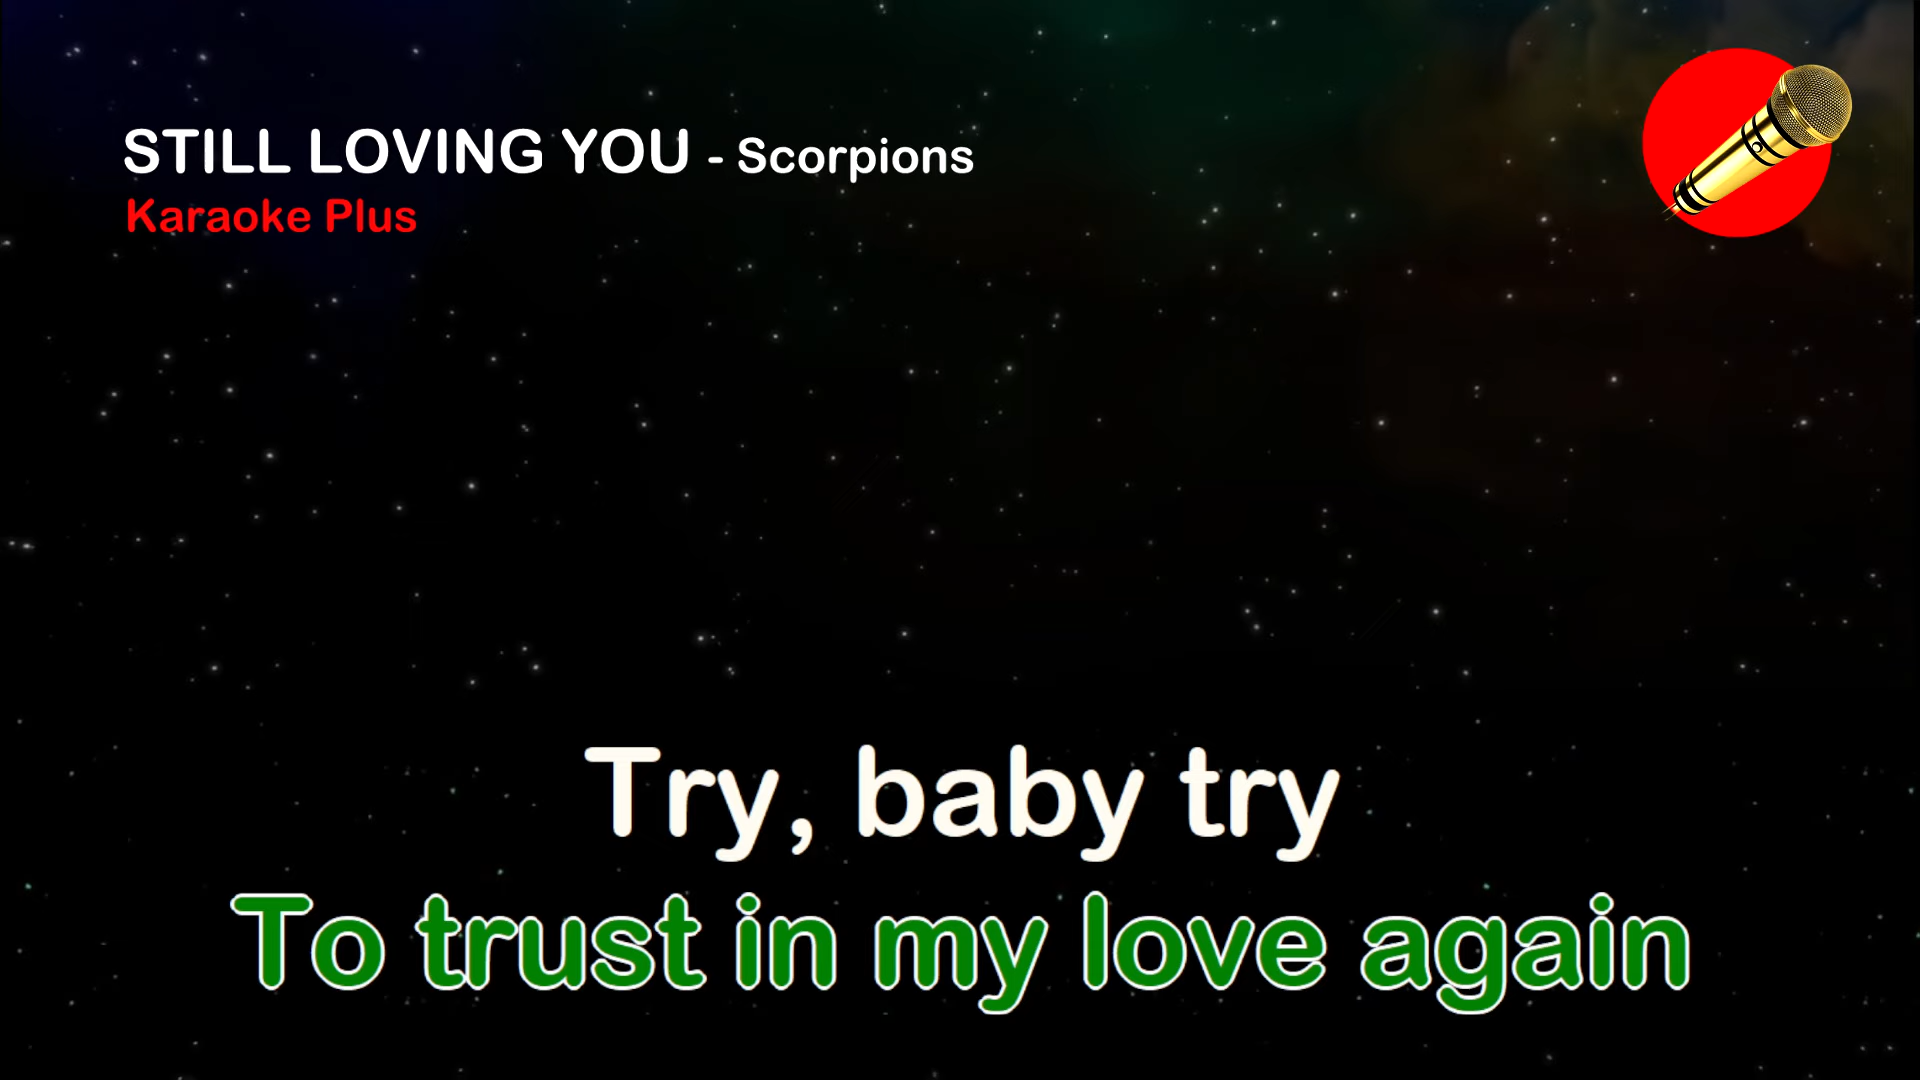 STILL LOVING YOU - Scorpions
Karaoke Plus
Try, baby try
To trust in my love again